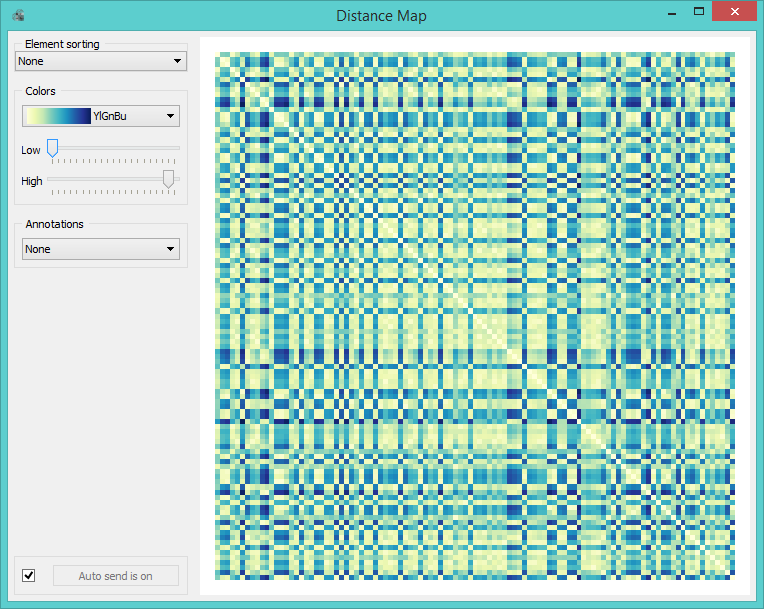 Distance Map
Element sorting
None
Colors
YlGnBu
Low
High
Annotations
None
Auto send is on